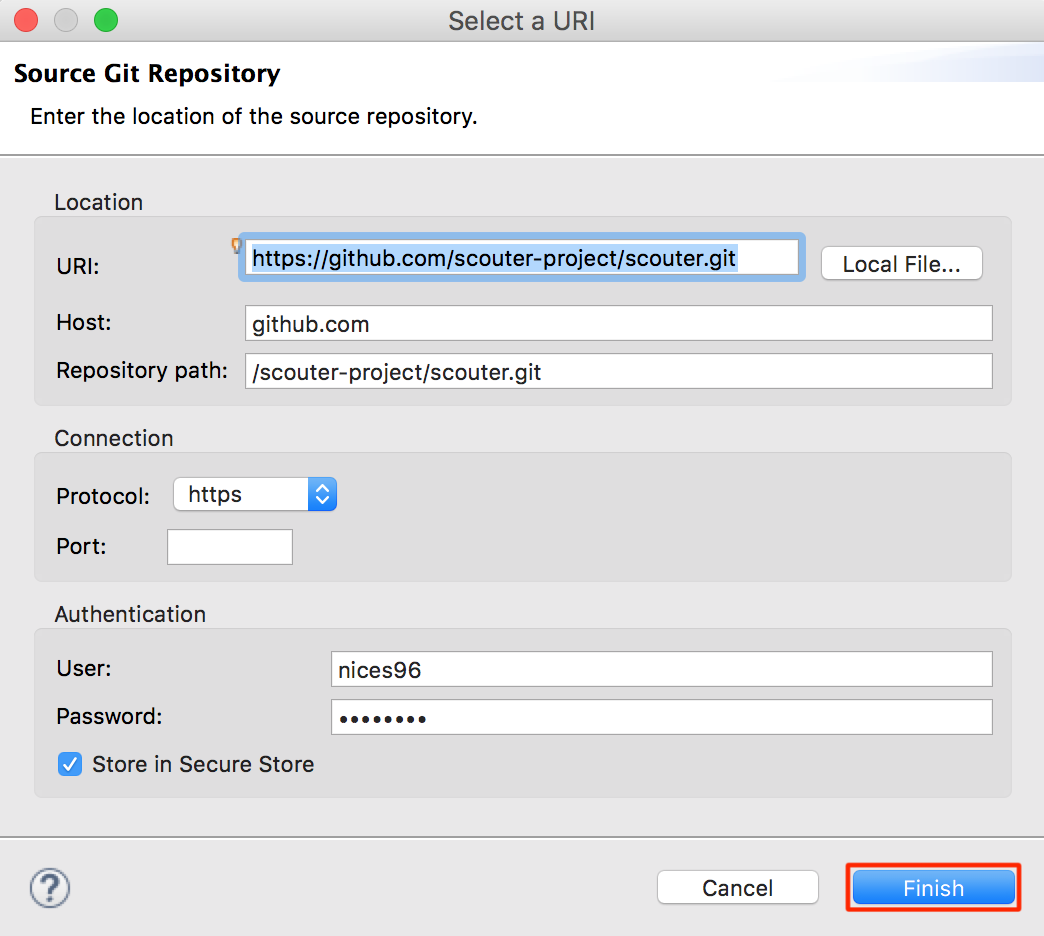 Select a URI
Source Git Repository
Enter the location of the source repository.
Location
URI: https://github.com/scouter-project/scouter.git Local File...
Host: github.com
Repository path: /scouter-project/scouter.git
Connection
Protocol: https
Port:
Authentication
User: nices96
Password: ••••••••
Store in Secure Store
? Cancel Finish